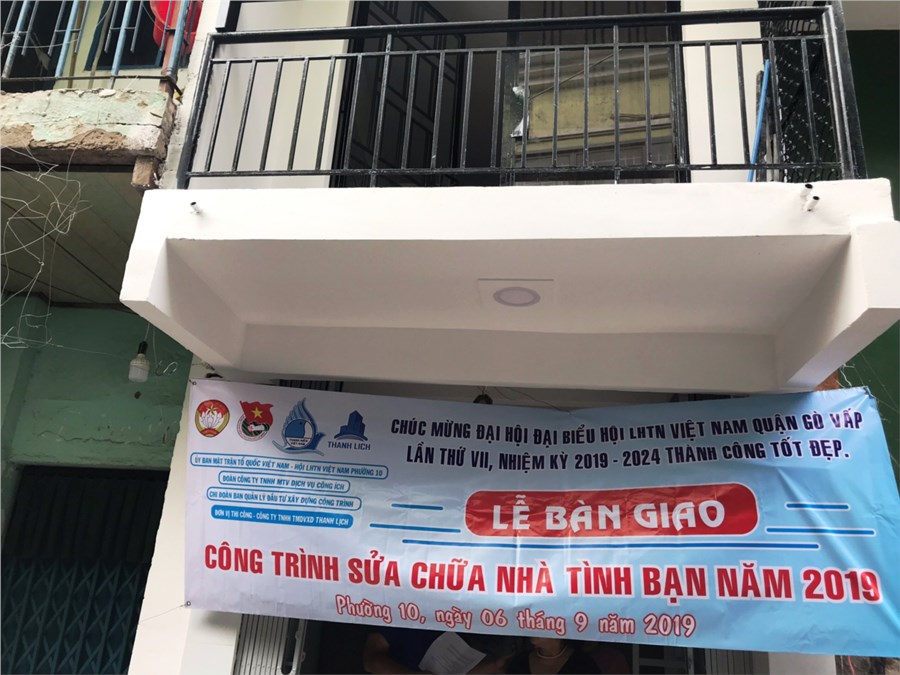 THANH LỊCH
CHÚC MỪNG ĐẠI HỘI ĐẠI BIỂU HỘI LHTN VIỆT NAM QUẬN GÒ VẤP
LẦN THỨ VII, NHIỆM KỲ 2019 - 2024 THÀNH CÔNG TỐT ĐẸP.
ỦY BAN MẶT TRẬN TỔ QUỐC VIỆT NAM - HỘI LHTN VIỆT NAM PHƯỜNG 10
ĐOÀN CÔNG TY TNHH MTV DỊCH VỤ CÔNG ÍCH
CHI ĐOÀN BAN QUẢN LÝ ĐẦU TƯ XÂY DỰNG CÔNG TRÌNH
ĐƠN VỊ THI CÔNG - CÔNG TY TNHH TMDVXD THANH LỊCH
LỄ BÀN GIAO
CÔNG TRÌNH SỬA CHỮA NHÀ TÌNH BẠN NĂM 2019
Phường 10, ngày 06 tháng 9 năm 2019